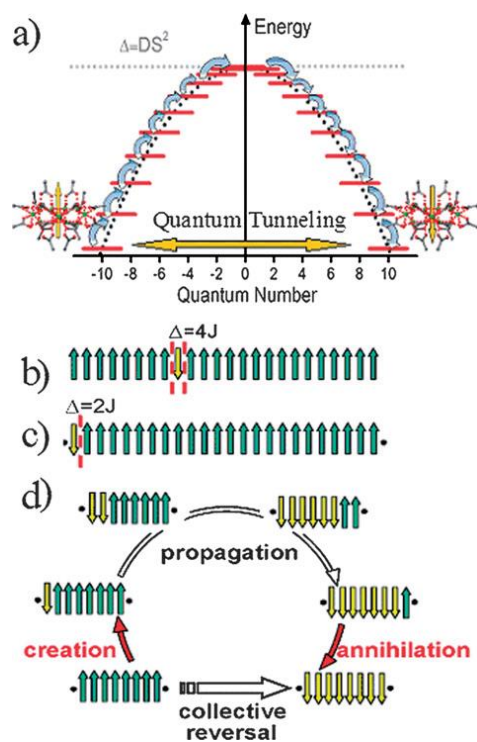 a)
Energy
Δ=DS²
Quantum Tunneling
-10 -8 -6 -4 -2 0 2 4 6 8 10
Quantum Number
Δ=4J
b)
Δ=2J
c)
d)
propagation
creation
annihilation
collective
reversal